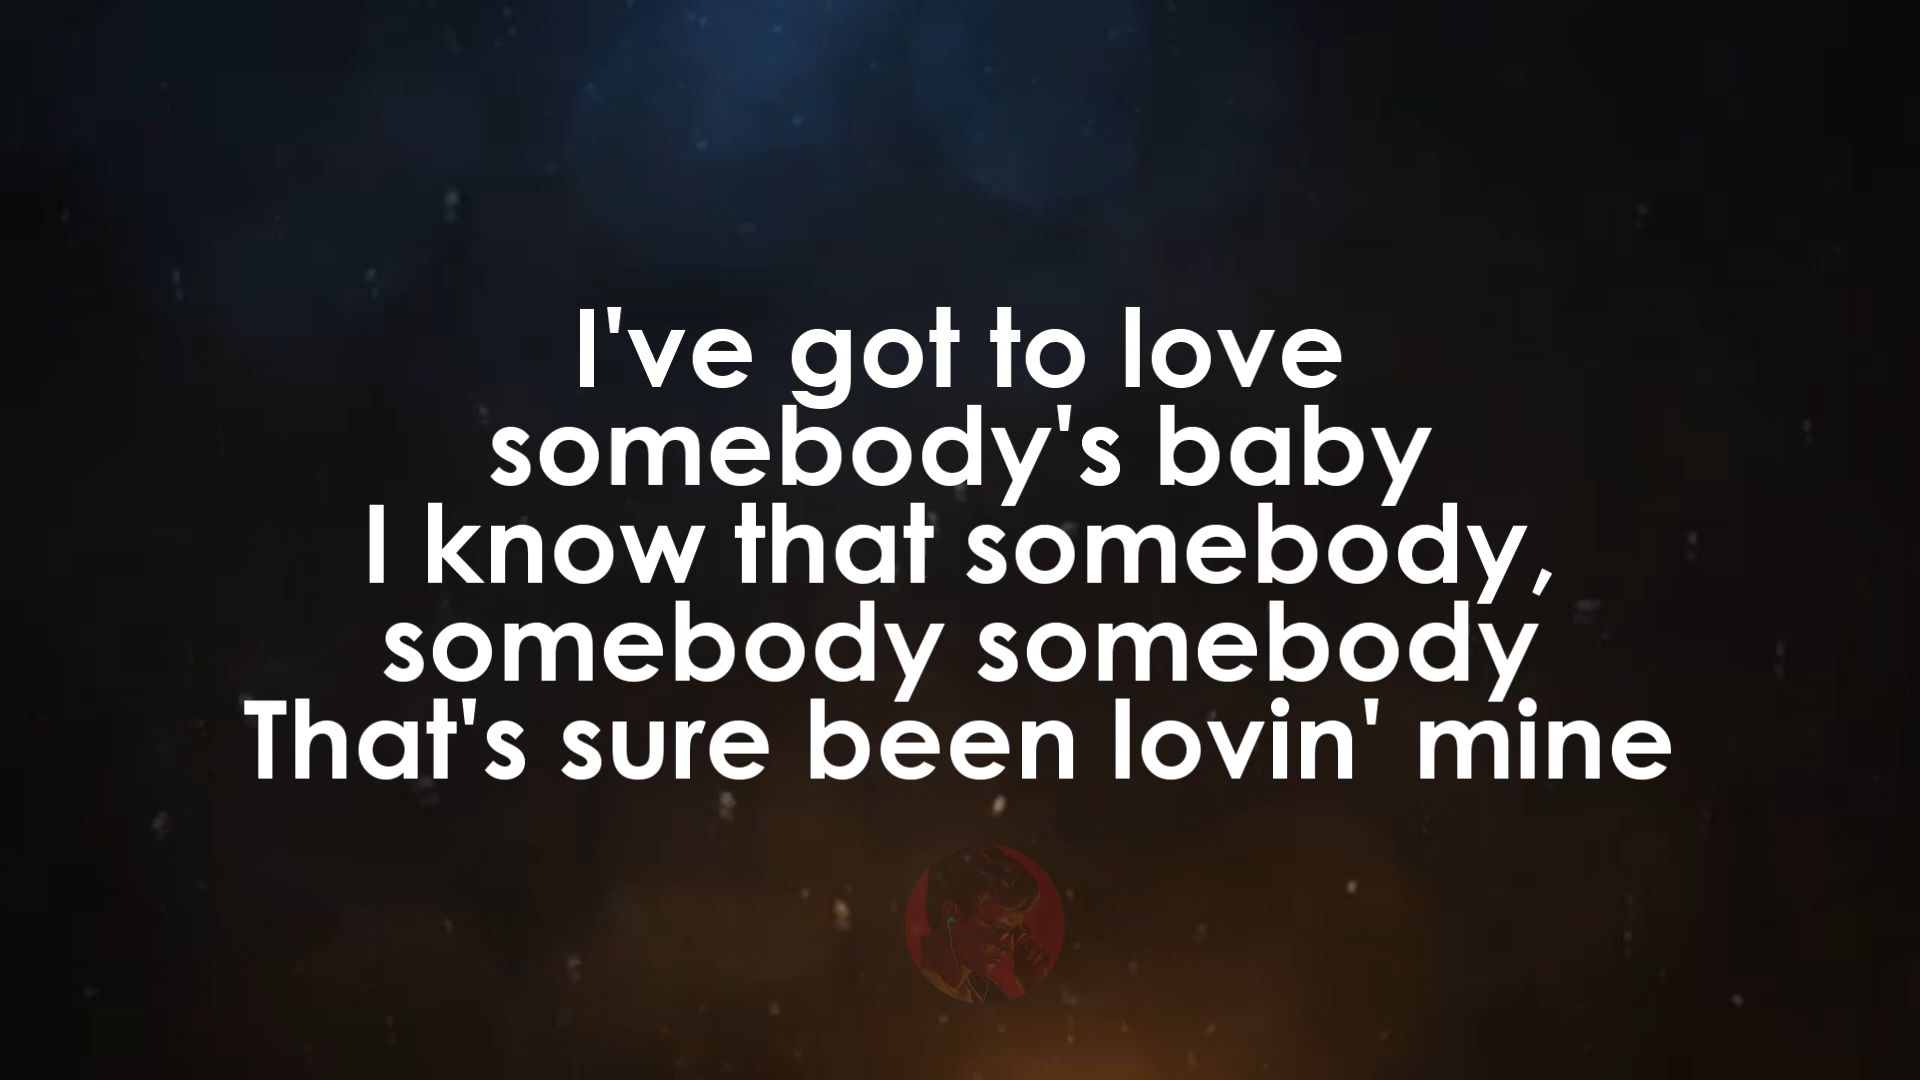 I've got to love
somebody's baby
I know that somebody,
somebody somebody
That's sure been lovin' mine